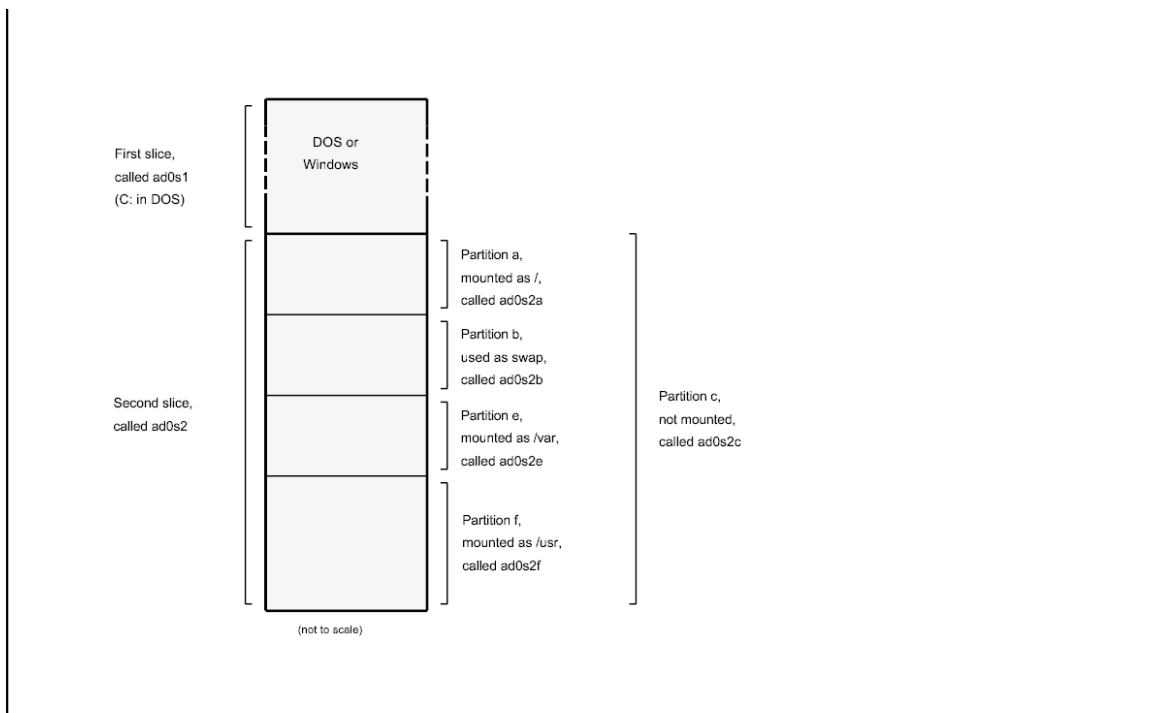 DOS or
Windows
First slice,
called ad0s1
(C: in DOS)
Partition a,
mounted as /,
called ad0s2a
Partition b,
used as swap,
called ad0s2b
Second slice,
called ad0s2
Partition c,
not mounted,
called ad0s2c
Partition e,
mounted as /var,
called ad0s2e
Partition f,
mounted as /usr,
called ad0s2f
(not to scale)